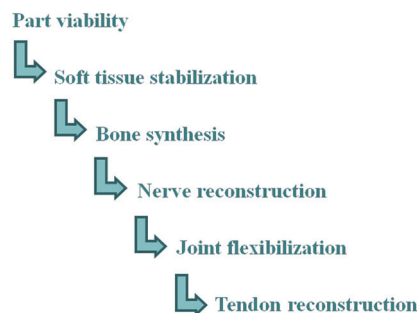 Part viability
Soft tissue stabilization
Bone synthesis
Nerve reconstruction
Joint flexibilization
Tendon reconstruction